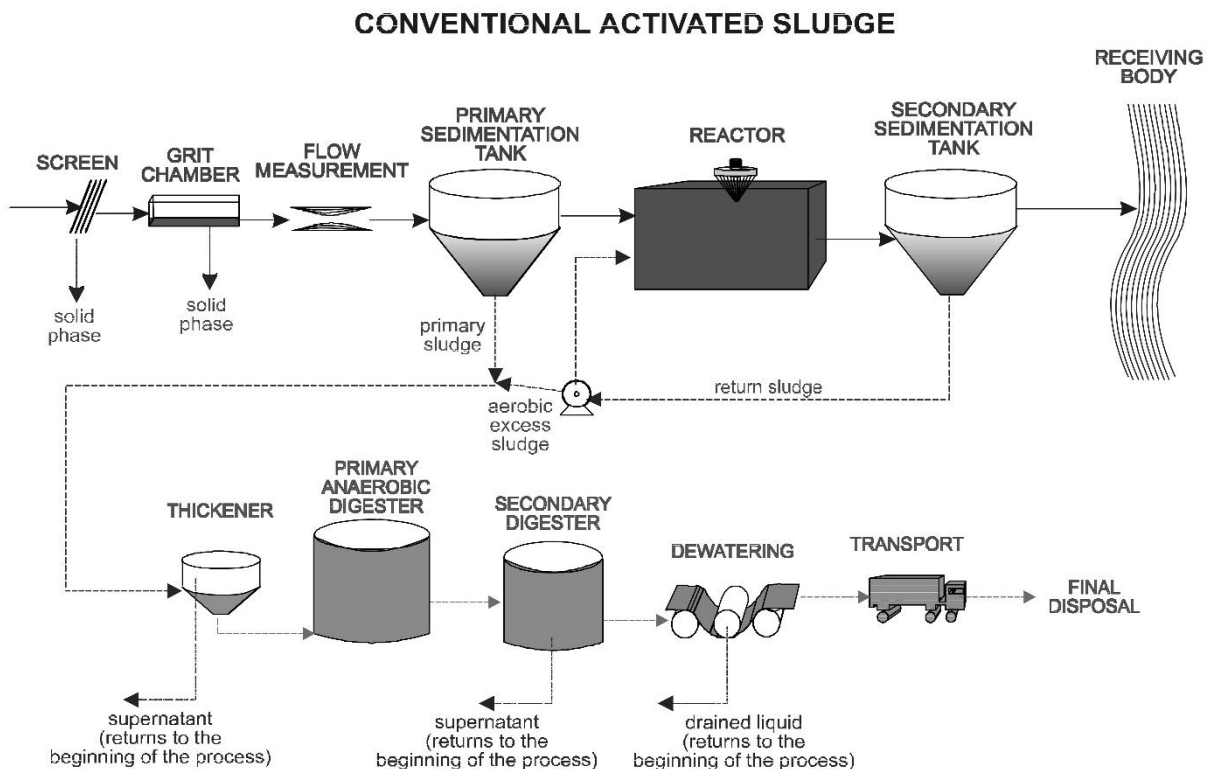 CONVENTIONAL ACTIVATED SLUDGE
RECEIVING
BODY
PRIMARY
SEDIMENTATION
TANK
SECONDARY
SEDIMENTATION
TANK
REACTOR
FLOW
MEASUREMENT
GRIT
CHAMBER
SCREEN
solid
phase
solid
phase
primary
sludge
return sludge
aerobic
excess
sludge
PRIMARY
ANAEROBIC
DIGESTER
SECONDARY
DIGESTER
THICKENER
DEWATERING
TRANSPORT
FINAL
DISPOSAL
supernatant
(returns to the
beginning of the process)
supernatant
(returns to the
beginning of the process)
drained liquid
(returns to the
beginning of the process)